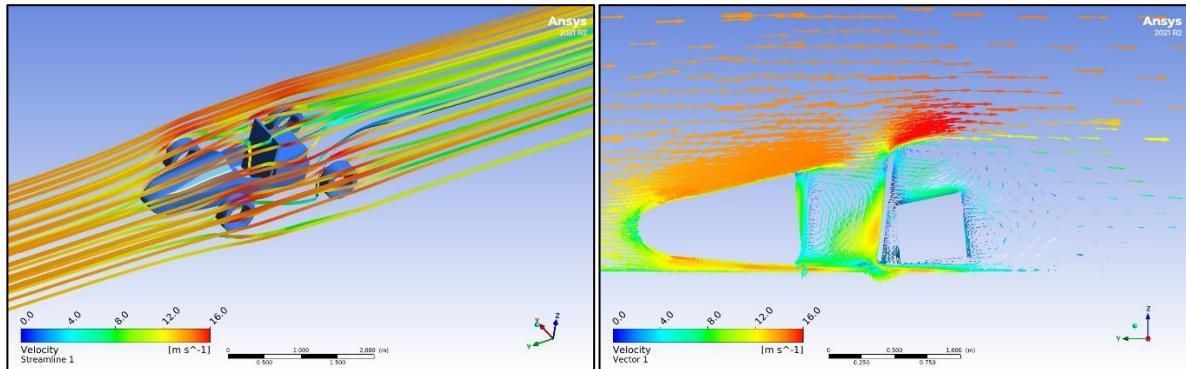 Ansys
2021 R2
0.0
4.0
8.0
12.0
16.0
Velocity
[m s^-1]
Streamline 1
0
0.500
1.000
1.500
2.000 (m)
X
Y
Z
Ansys
2021 R2
0.0
4.0
8.0
12.0
16.0
Velocity
[m s^-1]
Vector 1
0
0.250
0.500
0.750
1.000 (m)
Y
Z